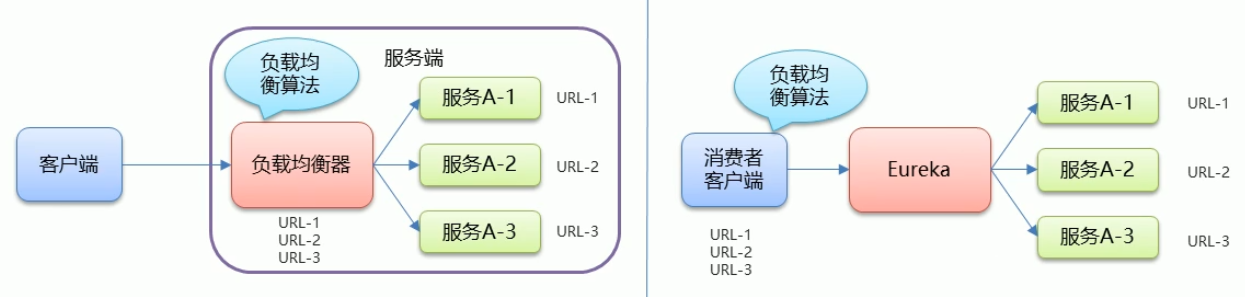 负载均
衡算法
服务端
服务A-1
URL-1
客户端
负载均衡器
服务A-2
URL-2
URL-1
URL-2
URL-3
服务A-3
URL-3
负载均
衡算法
服务A-1
URL-1
消费者
客户端
Eureka
服务A-2
URL-2
URL-1
URL-2
URL-3
服务A-3
URL-3